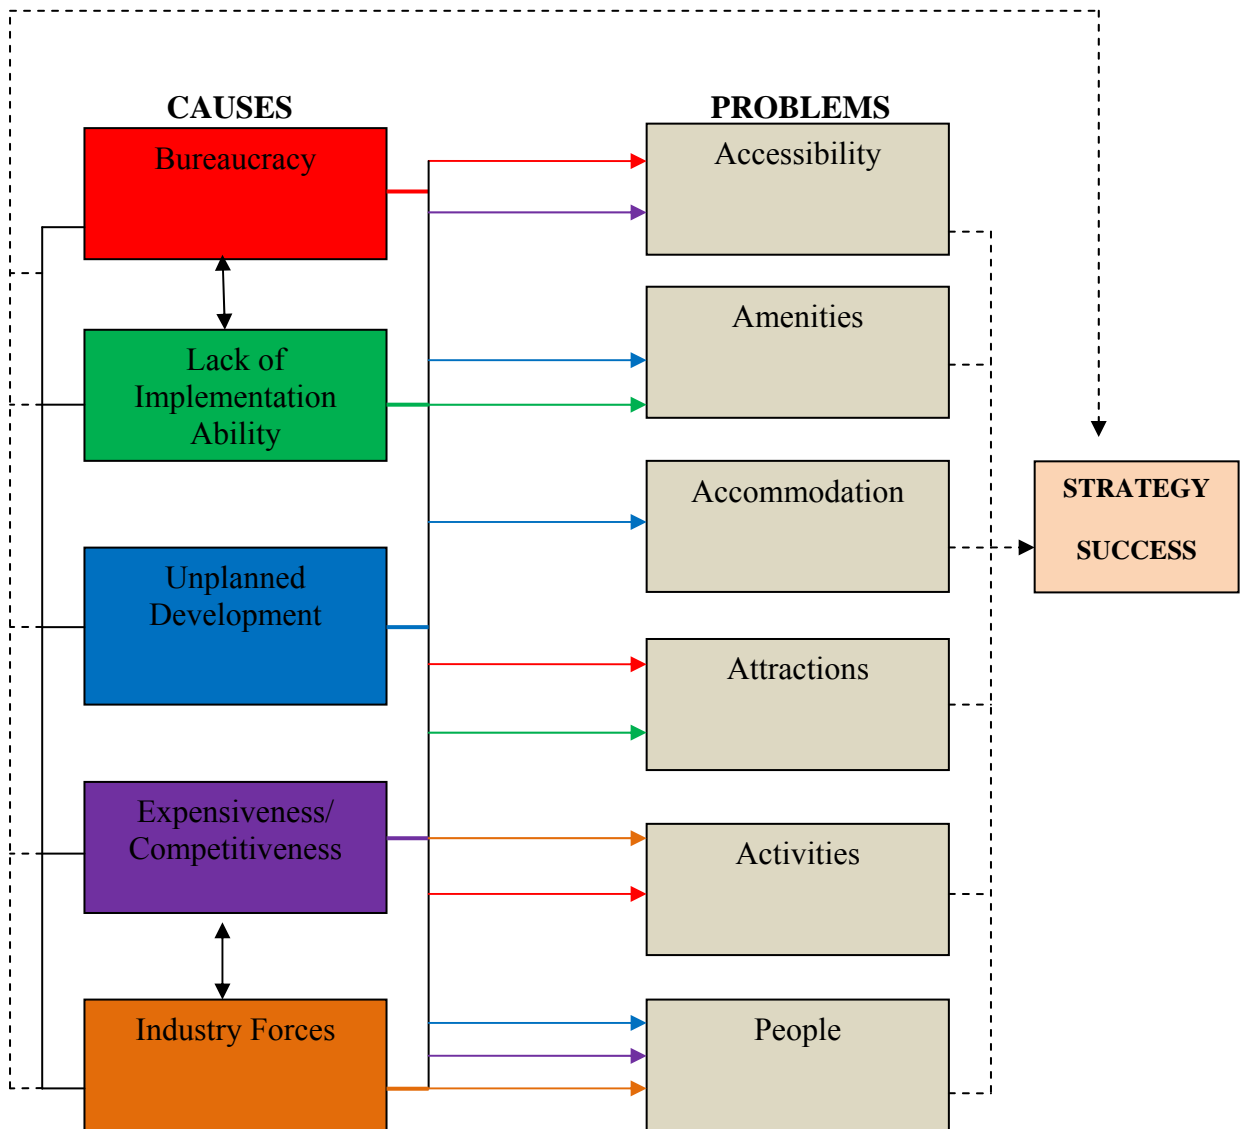 CAUSES
PROBLEMS
Bureaucracy
Accessibility
Lack of
Implementation
Ability
Amenities
Accommodation
STRATEGY
SUCCESS
Unplanned
Development
Attractions
Expensiveness/
Competitiveness
Activities
Industry Forces
People